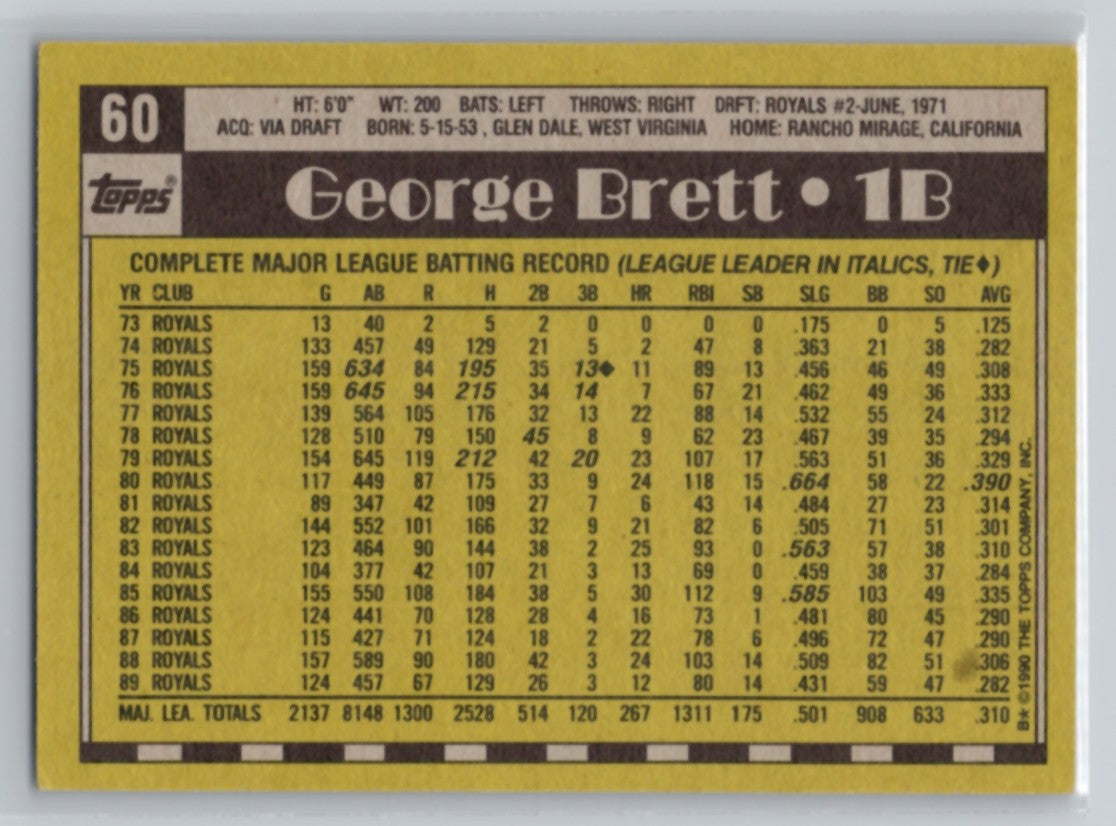 60
HT: 6'0" WT: 200 BATS: LEFT THROWS: RIGHT DRFT: ROYALS #2-JUNE, 1971
ACQ: VIA DRAFT BORN: 5-15-53 , GLEN DALE, WEST VIRGINIA HOME: RANCHO MIRAGE, CALIFORNIA
TOPPS®
George Brett • 1B
COMPLETE MAJOR LEAGUE BATTING RECORD (LEAGUE LEADER IN ITALICS, TIE♦)
YR CLUB G AB R H 2B 3B HR RBI SB SLG BB SO AVG
73 ROYALS 13 40 2 5 2 0 0 0 0 .175 0 5 .125
74 ROYALS 133 457 49 129 21 5 2 47 8 .363 21 38 .282
75 ROYALS 159 634 84 195 35 13♦ 11 89 13 .456 46 49 .308
76 ROYALS 159 645 94 215 34 14 7 67 21 .462 49 36 .333
77 ROYALS 139 564 105 176 32 13 22 88 14 .532 55 24 .312
78 ROYALS 128 510 79 150 45 8 9 62 23 .467 39 35 .294
79 ROYALS 154 645 119 212 42 20 23 107 17 .563 51 36 .329
80 ROYALS 117 449 87 175 33 9 24 118 15 .664 58 22 .390
81 ROYALS 89 347 42 109 27 7 6 43 14 .484 27 23 .314
82 ROYALS 144 552 101 166 32 9 21 82 6 .505 71 51 .301
83 ROYALS 123 464 90 144 38 2 25 93 0 .563 57 38 .310
84 ROYALS 104 377 42 107 21 3 13 69 0 .459 38 37 .284
85 ROYALS 155 550 108 184 38 5 30 112 9 .585 103 49 .335
86 ROYALS 124 441 70 128 28 4 16 73 1 .481 80 45 .290
87 ROYALS 115 427 71 124 18 2 22 78 6 .496 72 47 .290
88 ROYALS 157 589 90 180 42 3 24 103 14 .509 82 51 .306
89 ROYALS 124 457 67 129 26 3 12 80 14 .431 59 47 .282
MAJ. LEA. TOTALS 2137 8148 1300 2528 514 120 267 1311 175 .501 908 633 .310
B★ ©1990 THE TOPPS COMPANY, INC.